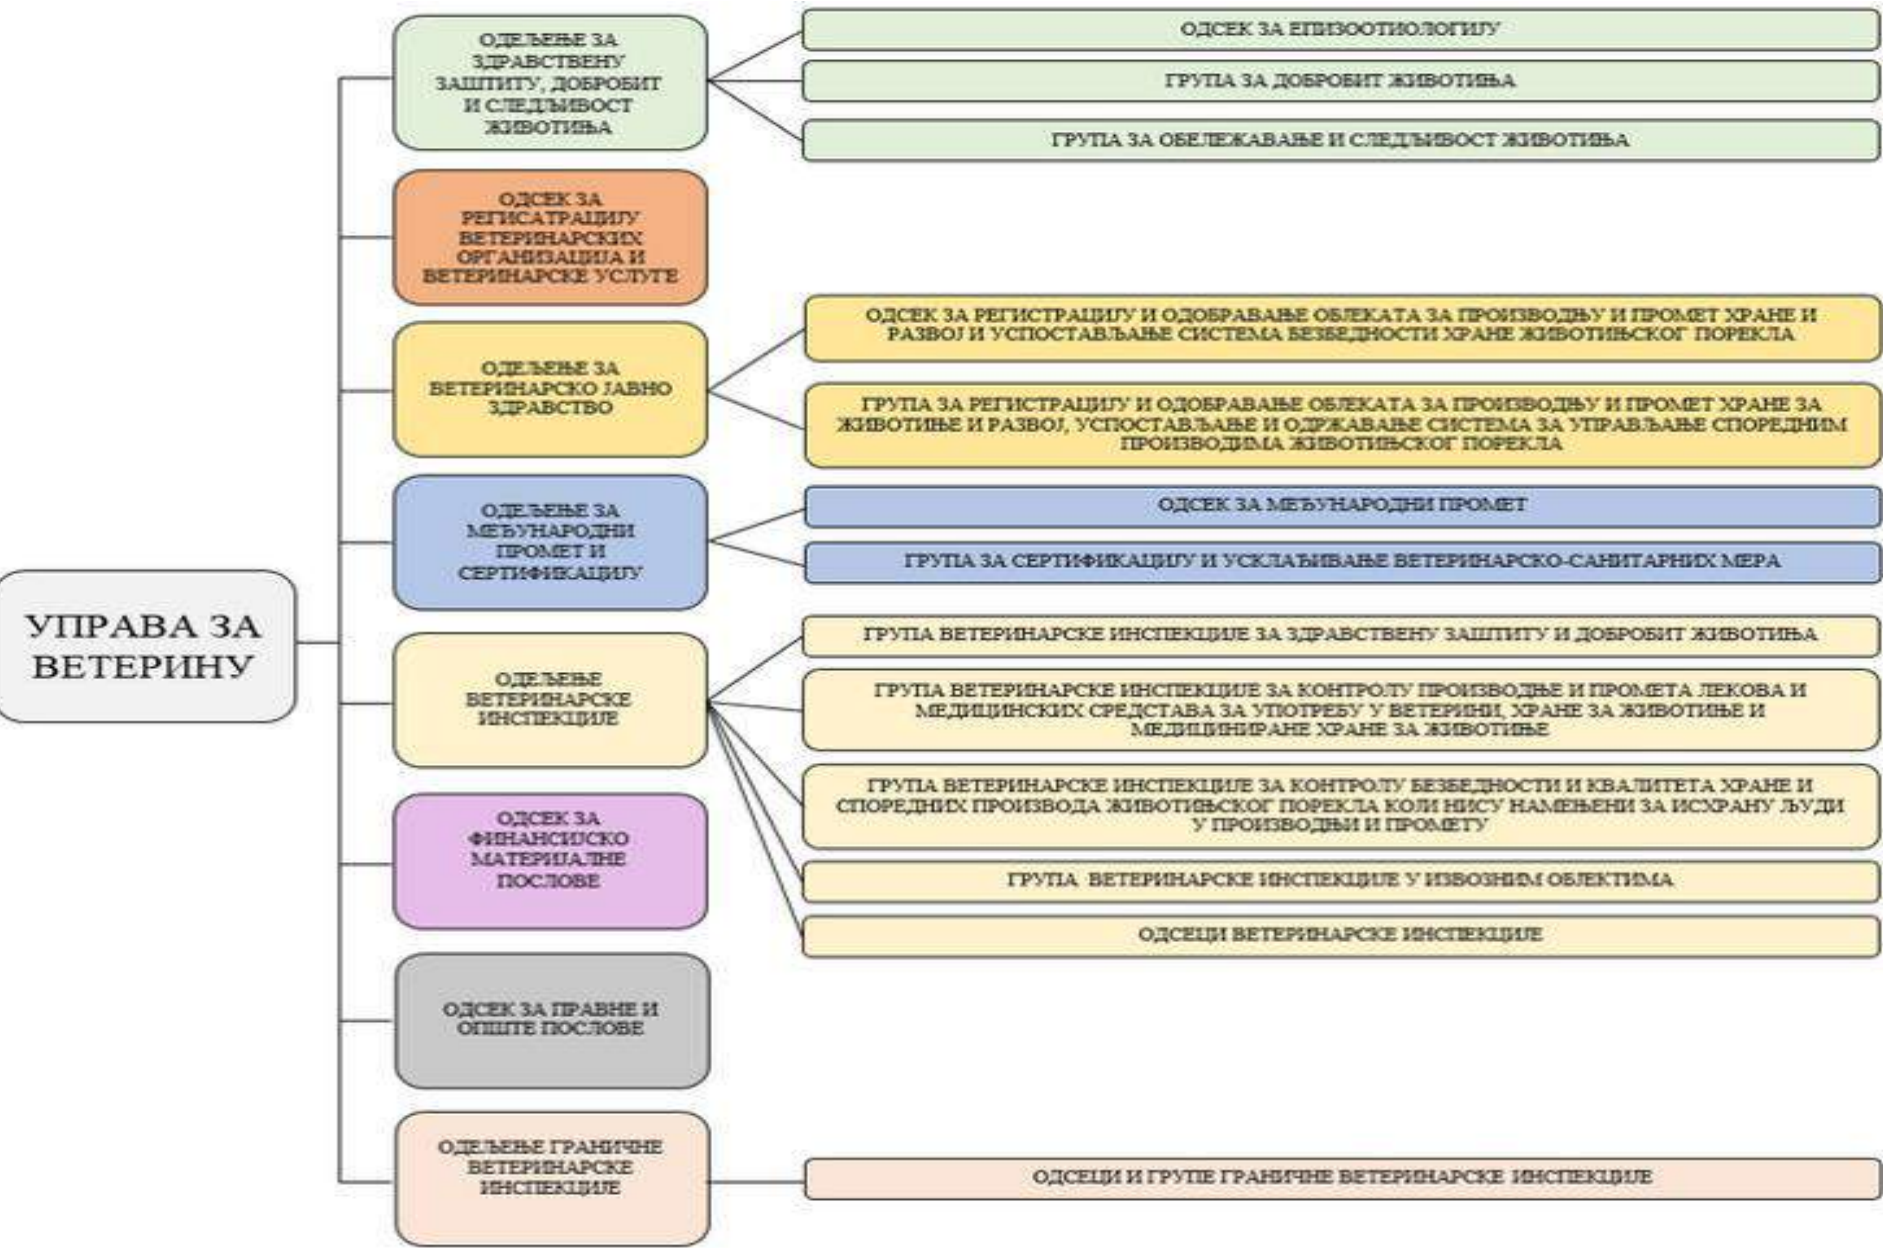 УПРАВА ЗА
ВЕТЕРИНУ
ОДЕЉЕЊЕ ЗА
ЗДРАВСТВЕНУ
ЗАШТИТУ, ДОБРОБИТ
И СЛЕДЉИВОСТ
ЖИВОТИЊА
ОДСЕК ЗА ЕПИЗООТИОЛОГИЈУ
ГРУПА ЗА ДОБРОБИТ ЖИВОТИЊА
ГРУПА ЗА ОБЕЛЕЖАВАЊЕ И СЛЕДЉИВОСТ ЖИВОТИЊА
ОДСЕК ЗА
РЕГИСАТРАЦИЈУ
ВЕТЕРИНАРСКИХ
ОРГАНИЗАЦИЈА И
ВЕТЕРИНАРСКЕ УСЛУГЕ
ОДЕЉЕЊЕ ЗА
ВЕТЕРИНАРСКО ЈАВНО
ЗДРАВСТВО
ОДСЕК ЗА РЕГИСТРАЦИЈУ И ОДОБРАВАЊЕ ОБЈЕКАТА ЗА ПРОИЗВОДЊУ И ПРОМЕТ ХРАНЕ И
РАЗВОЈ И УСПОСТАВЉАЊЕ СИСТЕМА БЕЗБЕДНОСТИ ХРАНЕ ЖИВОТИЊСКОГ ПОРЕКЛА
ГРУПА ЗА РЕГИСТРАЦИЈУ И ОДОБРАВАЊЕ ОБЈЕКАТА ЗА ПРОИЗВОДЊУ И ПРОМЕТ ХРАНЕ ЗА
ЖИВОТИЊЕ И РАЗВОЈ, УСПОСТАВЉАЊЕ И ОДРЖАВАЊЕ СИСТЕМА ЗА УПРАВЉАЊЕ СПОРЕДНИМ
ПРОИЗВОДИМА ЖИВОТИЊСКОГ ПОРЕКЛА
ОДЕЉЕЊЕ ЗА
МЕЂУНАРОДНИ
ПРОМЕТ И
СЕРТИФИКАЦИЈУ
ОДСЕК ЗА МЕЂУНАРОДНИ ПРОМЕТ
ГРУПА ЗА СЕРТИФИКАЦИЈУ И УСКЛАЂИВАЊЕ ВЕТЕРИНАРСКО-САНИТАРНИХ МЕРА
ОДЕЉЕЊЕ
ВЕТЕРИНАРСКЕ
ИНСПЕКЦИЈЕ
ГРУПА ВЕТЕРИНАРСКЕ ИНСПЕКЦИЈЕ ЗА ЗДРАВСТВЕНУ ЗАШТИТУ И ДОБРОБИТ ЖИВОТИЊА
ГРУПА ВЕТЕРИНАРСКЕ ИНСПЕКЦИЈЕ ЗА КОНТРОЛУ ПРОИЗВОДЊЕ И ПРОМЕТА ЛЕКОВА И
МЕДИЦИНСКИХ СРЕДСТАВА ЗА УПОТРЕБУ У ВЕТЕРИНИ, ХРАНЕ ЗА ЖИВОТИЊЕ И
МЕДИЦИНИРАНЕ ХРАНЕ ЗА ЖИВОТИЊЕ
ГРУПА ВЕТЕРИНАРСКЕ ИНСПЕКЦИЈЕ ЗА КОНТРОЛУ БЕЗБЕДНОСТИ И КВАЛИТЕТА ХРАНЕ И
СПОРЕДНИХ ПРОИЗВОДА ЖИВОТИЊСКОГ ПОРЕКЛА КОЈИ НИСУ НАМЕЊЕНИ ЗА ИСХРАНУ ЉУДИ
У ПРОИЗВОДЊИ И ПРОМЕТУ
ГРУПА ВЕТЕРИНАРСКЕ ИНСПЕКЦИЈЕ У ИЗВОЗНИМ ОБЈЕКТИМА
ОДСЕЦИ ВЕТЕРИНАРСКЕ ИНСПЕКЦИЈЕ
ОДСЕК ЗА
ФИНАНСИЈСКО
МАТЕРИЈАЛНЕ
ПОСЛОВЕ
ОДСЕК ЗА ПРАВНЕ И
ОПШТЕ ПОСЛОВЕ
ОДЕЉЕЊЕ ГРАНИЧНЕ
ВЕТЕРИНАРСКЕ
ИНСПЕКЦИЈЕ
ОДСЕЦИ И ГРУПЕ ГРАНИЧНЕ ВЕТЕРИНАРСКЕ ИНСПЕКЦИЈЕ